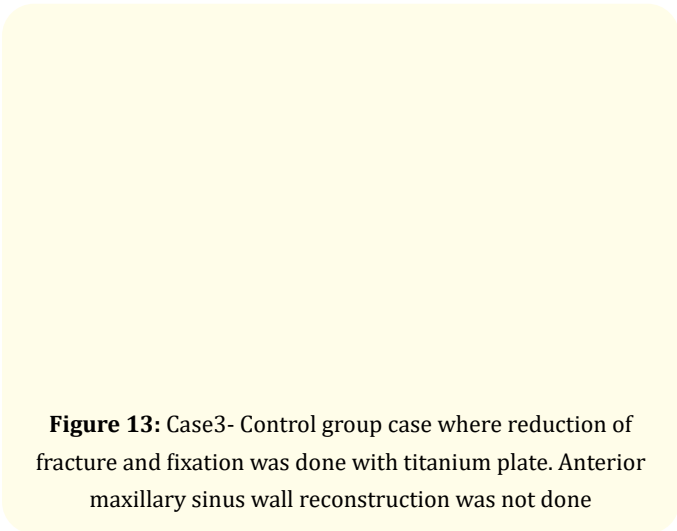 Figure 13: Case3- Control group case where reduction of
fracture and fixation was done with titanium plate. Anterior
maxillary sinus wall reconstruction was not done